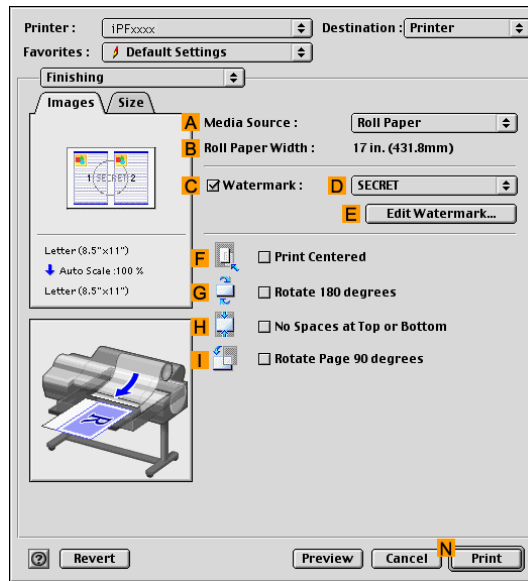 Printer : iPFxxxx Destination : Printer
Favorites : Default Settings
Finishing
Images Size
A Media Source : Roll Paper
B Roll Paper Width : 17 in. (431.8mm)
1 SECRET 2
C Watermark : D SECRET
E Edit Watermark...
Letter (8.5"x11")
Auto Scale :100 %
Letter (8.5"x11")
F Print Centered
G Rotate 180 degrees
H No Spaces at Top or Bottom
I Rotate Page 90 degrees
R
N
? Revert Preview Cancel Print